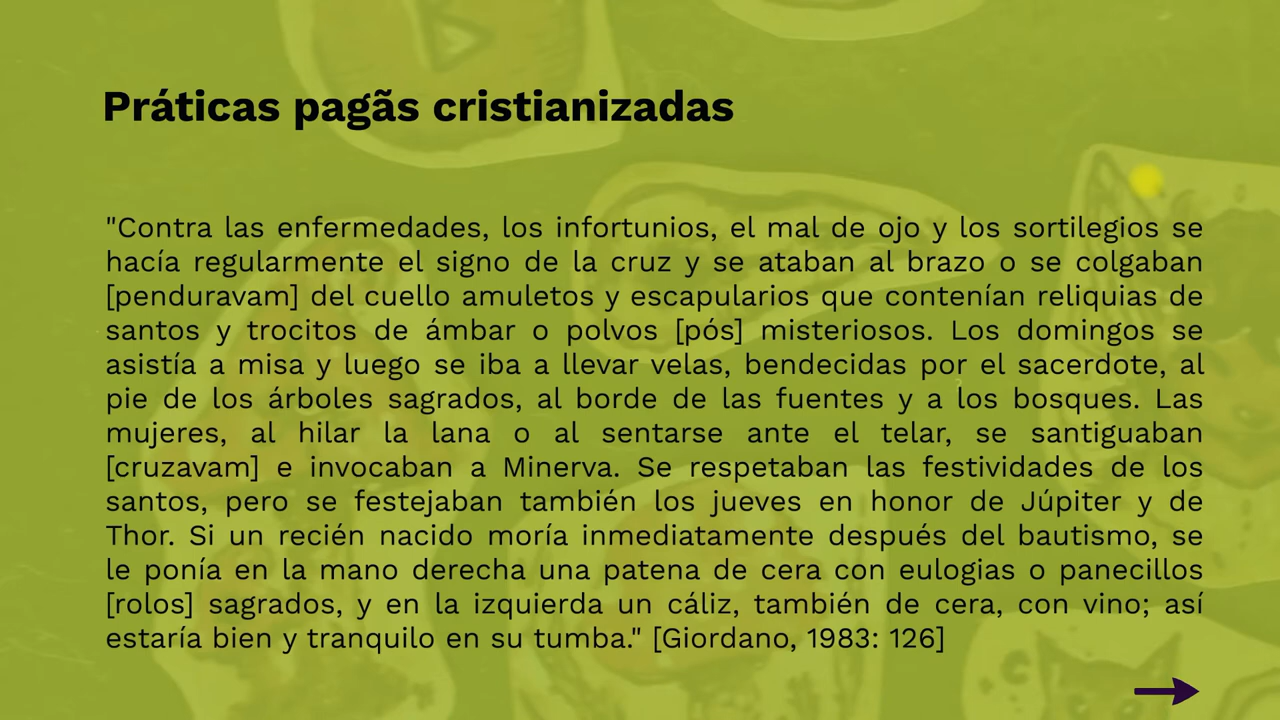 Práticas pagãs cristianizadas
"Contra las enfermedades, los infortunios, el mal de ojo y los sortilegios se
hacía regularmente el signo de la cruz y se ataban al brazo o se colgaban
[penduravam] del cuello amuletos y escapularios que contenían reliquias de
santos y trocitos de ámbar o polvos [pós] misteriosos. Los domingos se
asistía a misa y luego se iba a llevar velas, bendecidas por el sacerdote, al
pie de los árboles sagrados, al borde de las fuentes y a los bosques. Las
mujeres, al hilar la lana o al sentarse ante el telar, se santiguaban
[cruzavam] e invocaban a Minerva. Se respetaban las festividades de los
santos, pero se festejaban también los jueves en honor de Júpiter y de
Thor. Si un recién nacido moría inmediatamente después del bautismo, se
le ponía en la mano derecha una patena de cera con eulogias o panecillos
[rolos] sagrados, y en la izquierda un cáliz, también de cera, con vino; así
estaría bien y tranquilo en su tumba." [Giordano, 1983: 126]